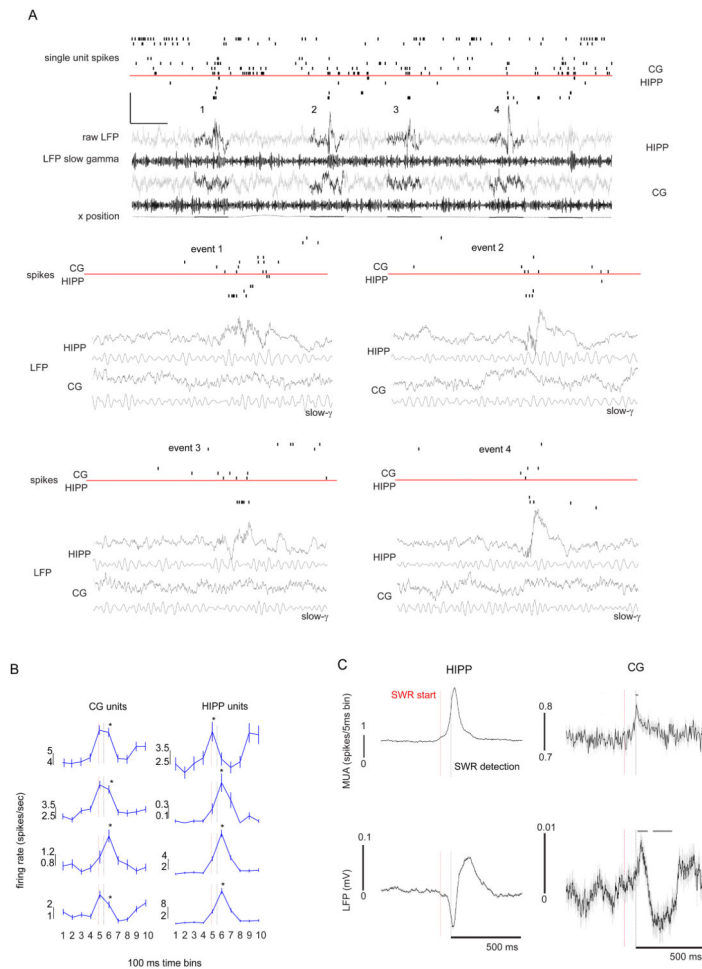 A
single unit spikes
CG
HIPP
1 2 3 4
raw LFP
HIPP
LFP slow gamma
CG
x position
event 1
spikes
CG
HIPP
HIPP
LFP
CG
slow-γ
event 2
CG
HIPP
HIPP
CG
slow-γ
event 3
spikes
CG
HIPP
HIPP
LFP
CG
slow-γ
event 4
CG
HIPP
HIPP
CG
slow-γ
B
CG units HIPP units
firing rate (spikes/sec)
5
4
*
3.5
2.5
*
3.5
2.5
*
0.3
0.1
*
1.2
0.8
*
4
2
*
2
1
*
8
2
*
1 2 3 4 5 6 7 8 9 10 1 2 3 4 5 6 7 8 9 10
100 ms time bins
C
HIPP CG
SWR start
MUA (spikes/5ms bin)
1
0
SWR detection
0.8
0.7
LFP (mV)
0.1
0
500 ms
0.01
0
500 ms